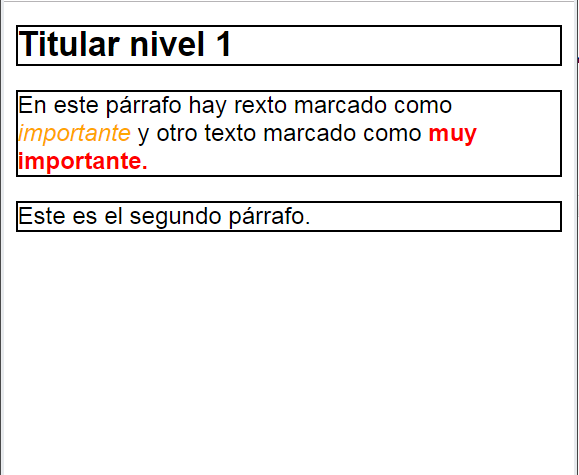 Titular nivel 1
En este párrafo hay rexto marcado como
importante y otro texto marcado como muy
importante.
Este es el segundo párrafo.